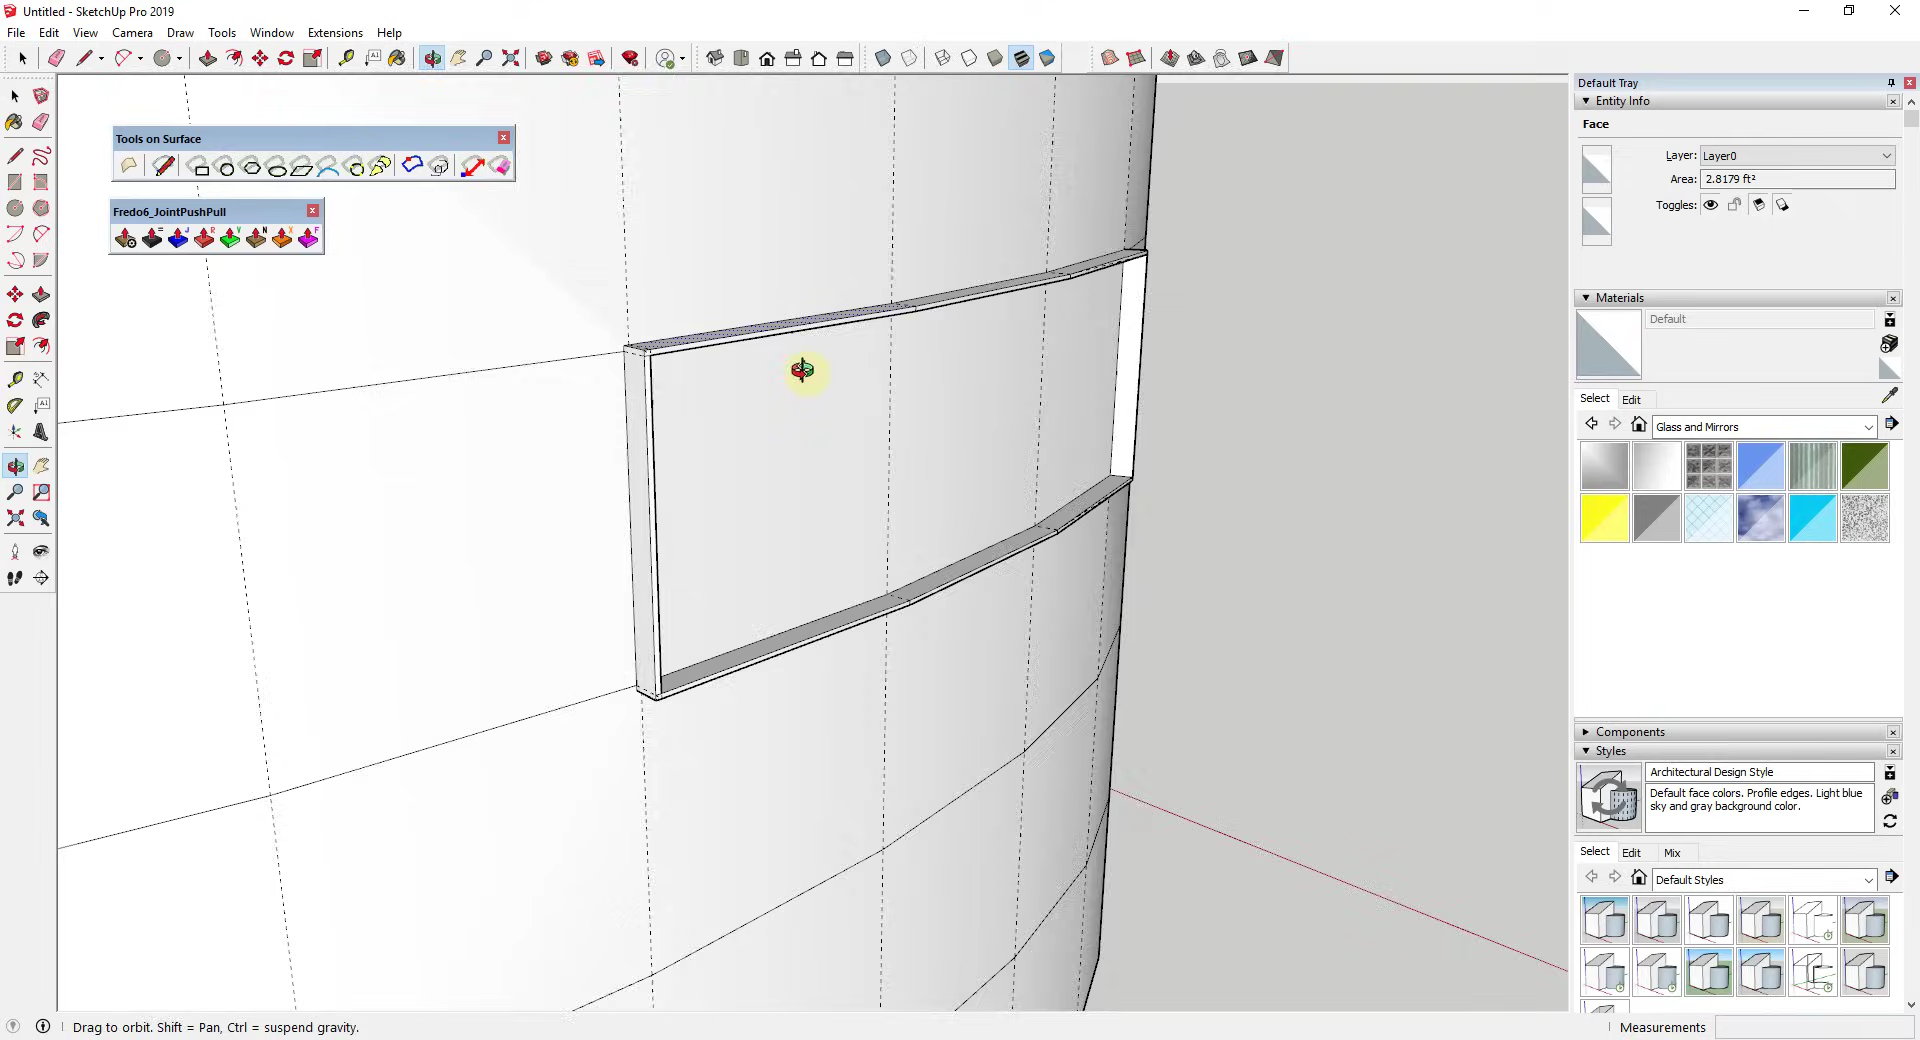 Untitled - SketchUp Pro 2019
File Edit View Camera Draw Tools Window Extensions Help
Default Tray
Entity Info
Face
Layer: Layer0
Area: 2.8179 ft²
Toggles:
Tools on Surface
Fredo6_JointPushPull
= J R V N X F
Materials
Default
Select Edit
Glass and Mirrors
Components
Styles
Architectural Design Style
Default face colors. Profile edges. Light blue
sky and gray background color.
Select Edit Mix
Default Styles
Drag to orbit. Shift = Pan, Ctrl = suspend gravity.
Measurements